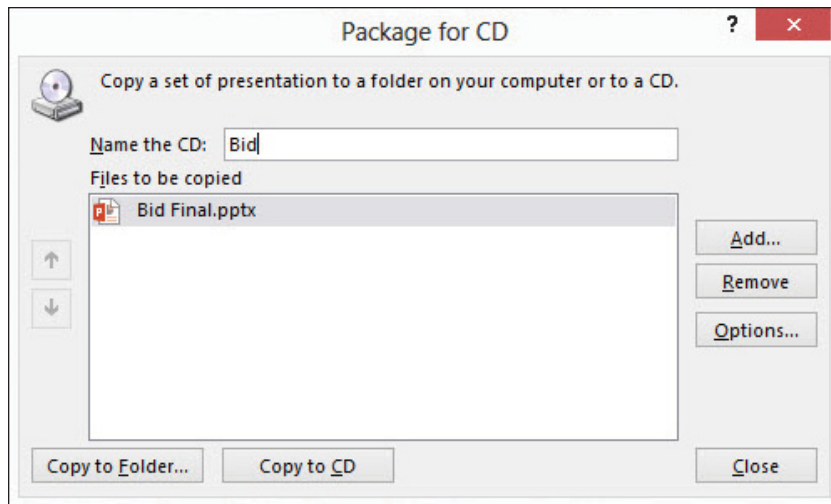 Package for CD
?
Copy a set of presentation to a folder on your computer or to a CD.
Name the CD: Bid
Files to be copied
Bid Final.pptx
Add...
Remove
Options...
Copy to Folder... Copy to CD Close